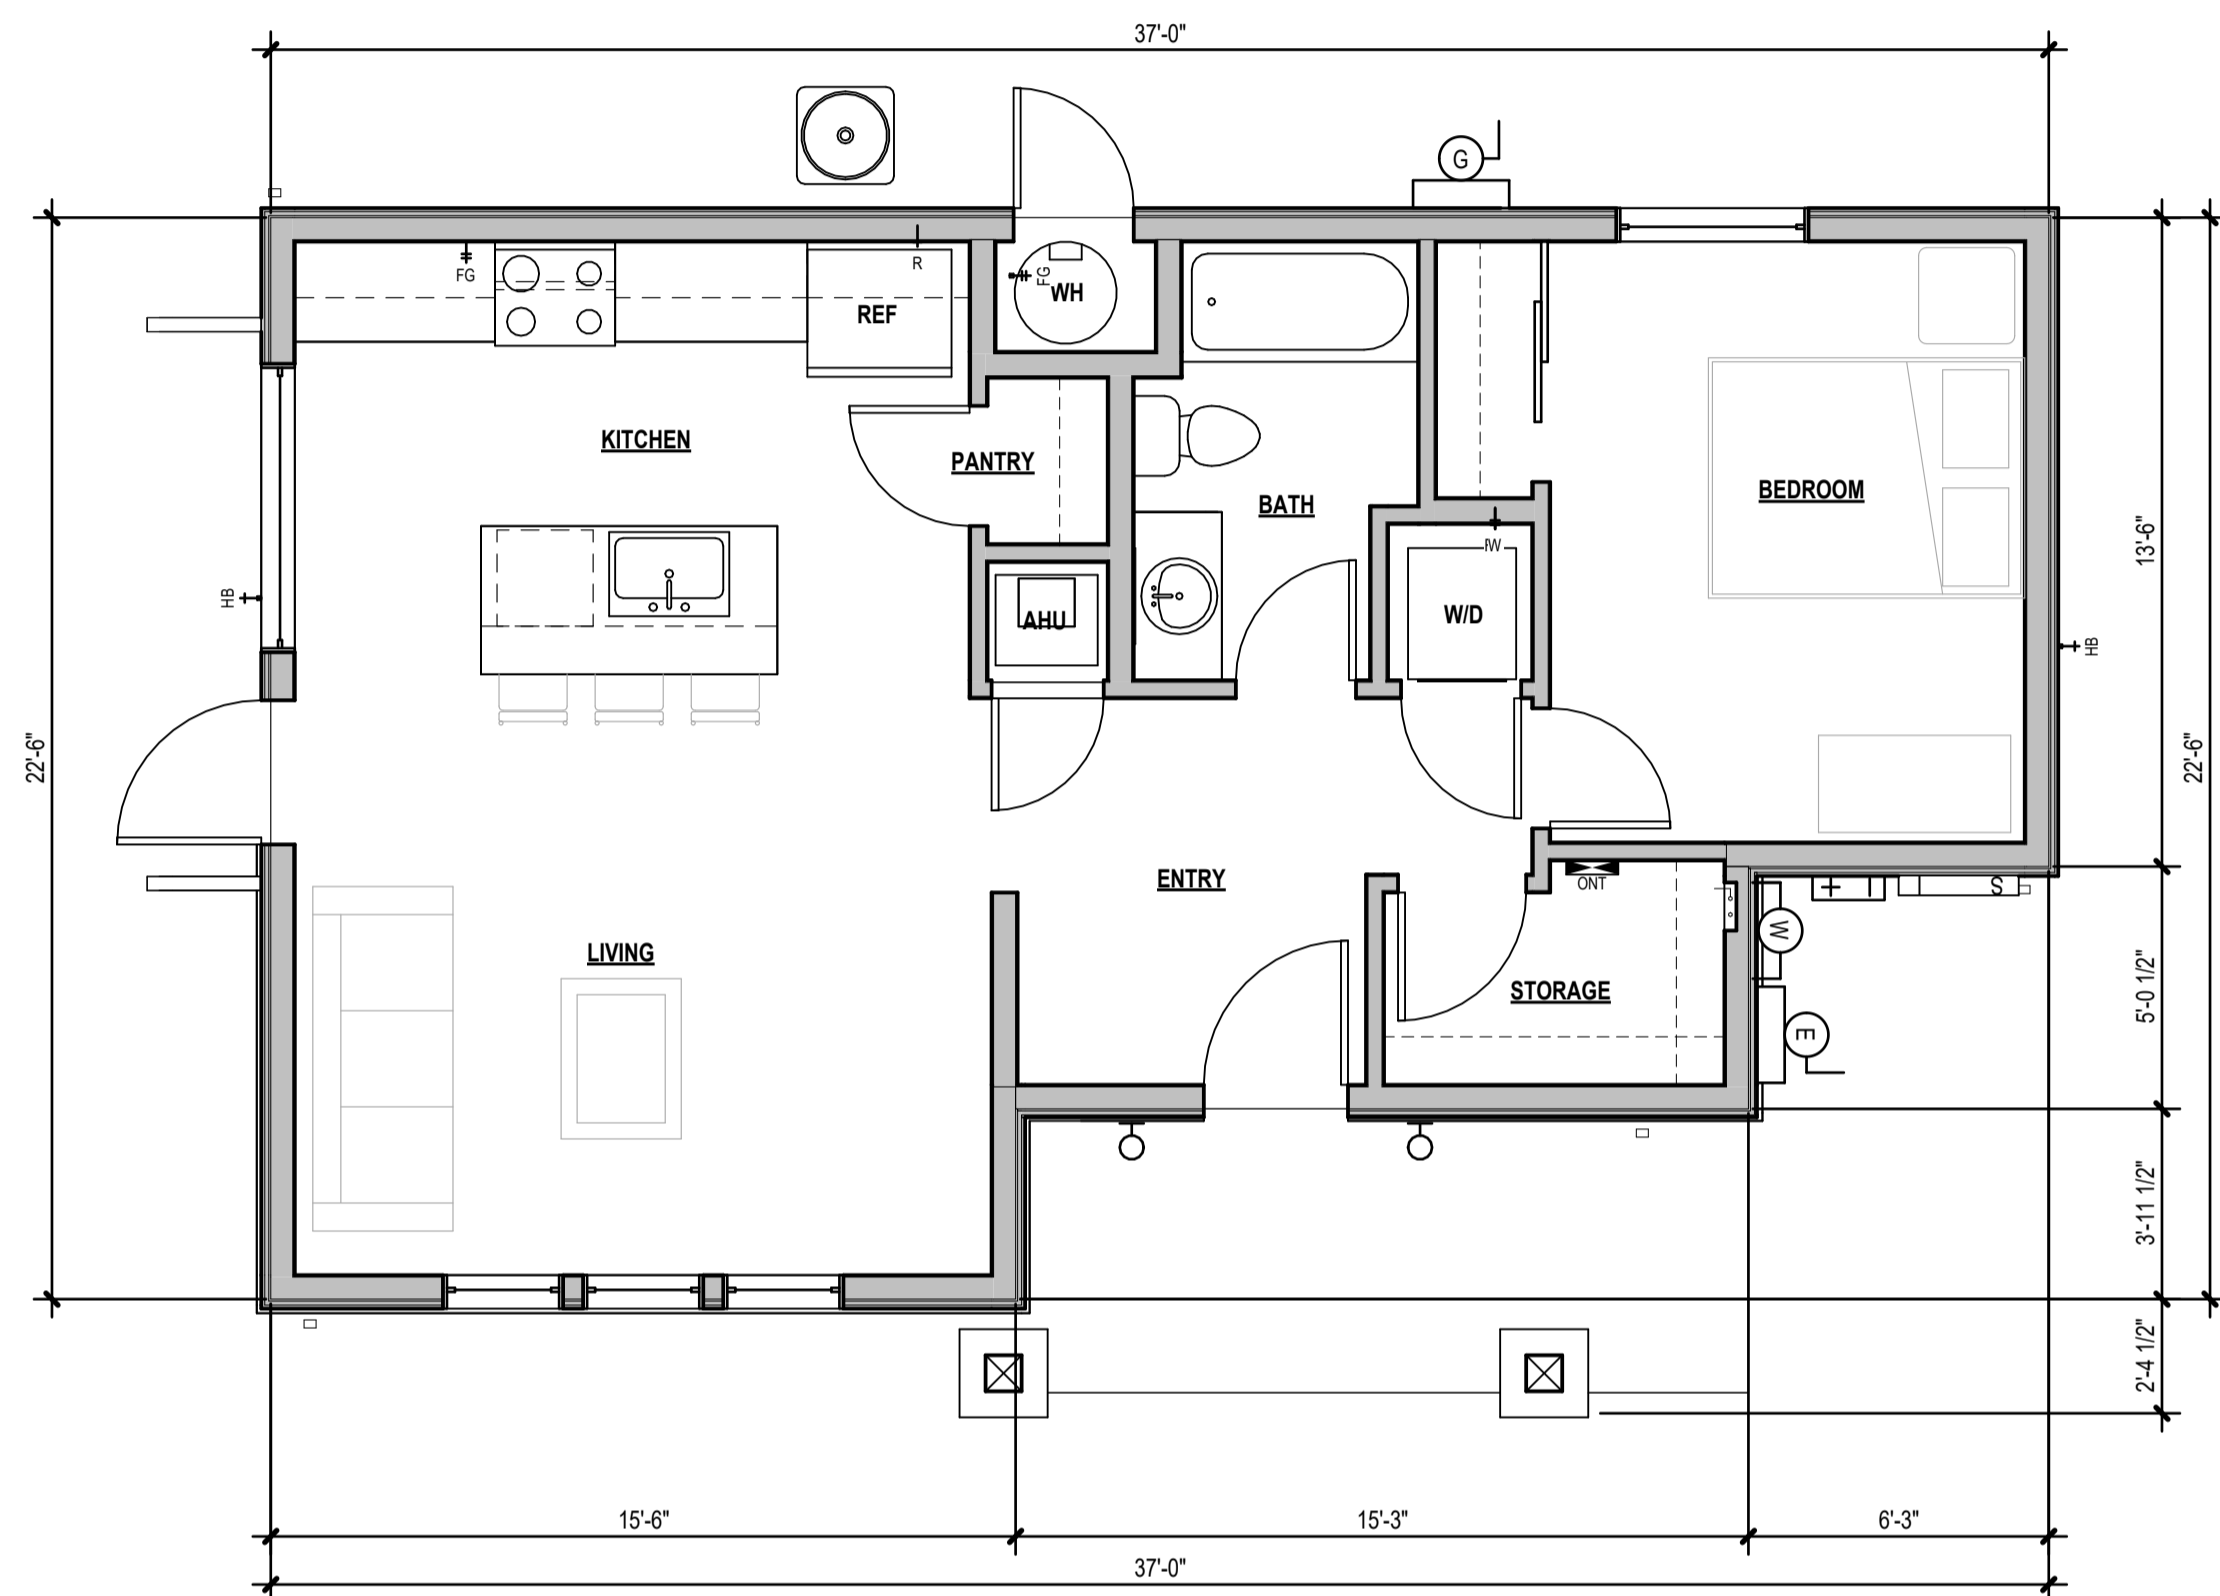 37'-0"
G
FG
R
FG
WH
REF
KITCHEN
PANTRY
BATH
BEDROOM
13'-6"
HB
AHU
W/D
HB
22'-6"
22'-6"
ENTRY
ONT
S
W
LIVING
STORAGE
5'-0 1/2"
E
3'-11 1/2"
2'-4 1/2"
15'-6"
15'-3"
6'-3"
37'-0"